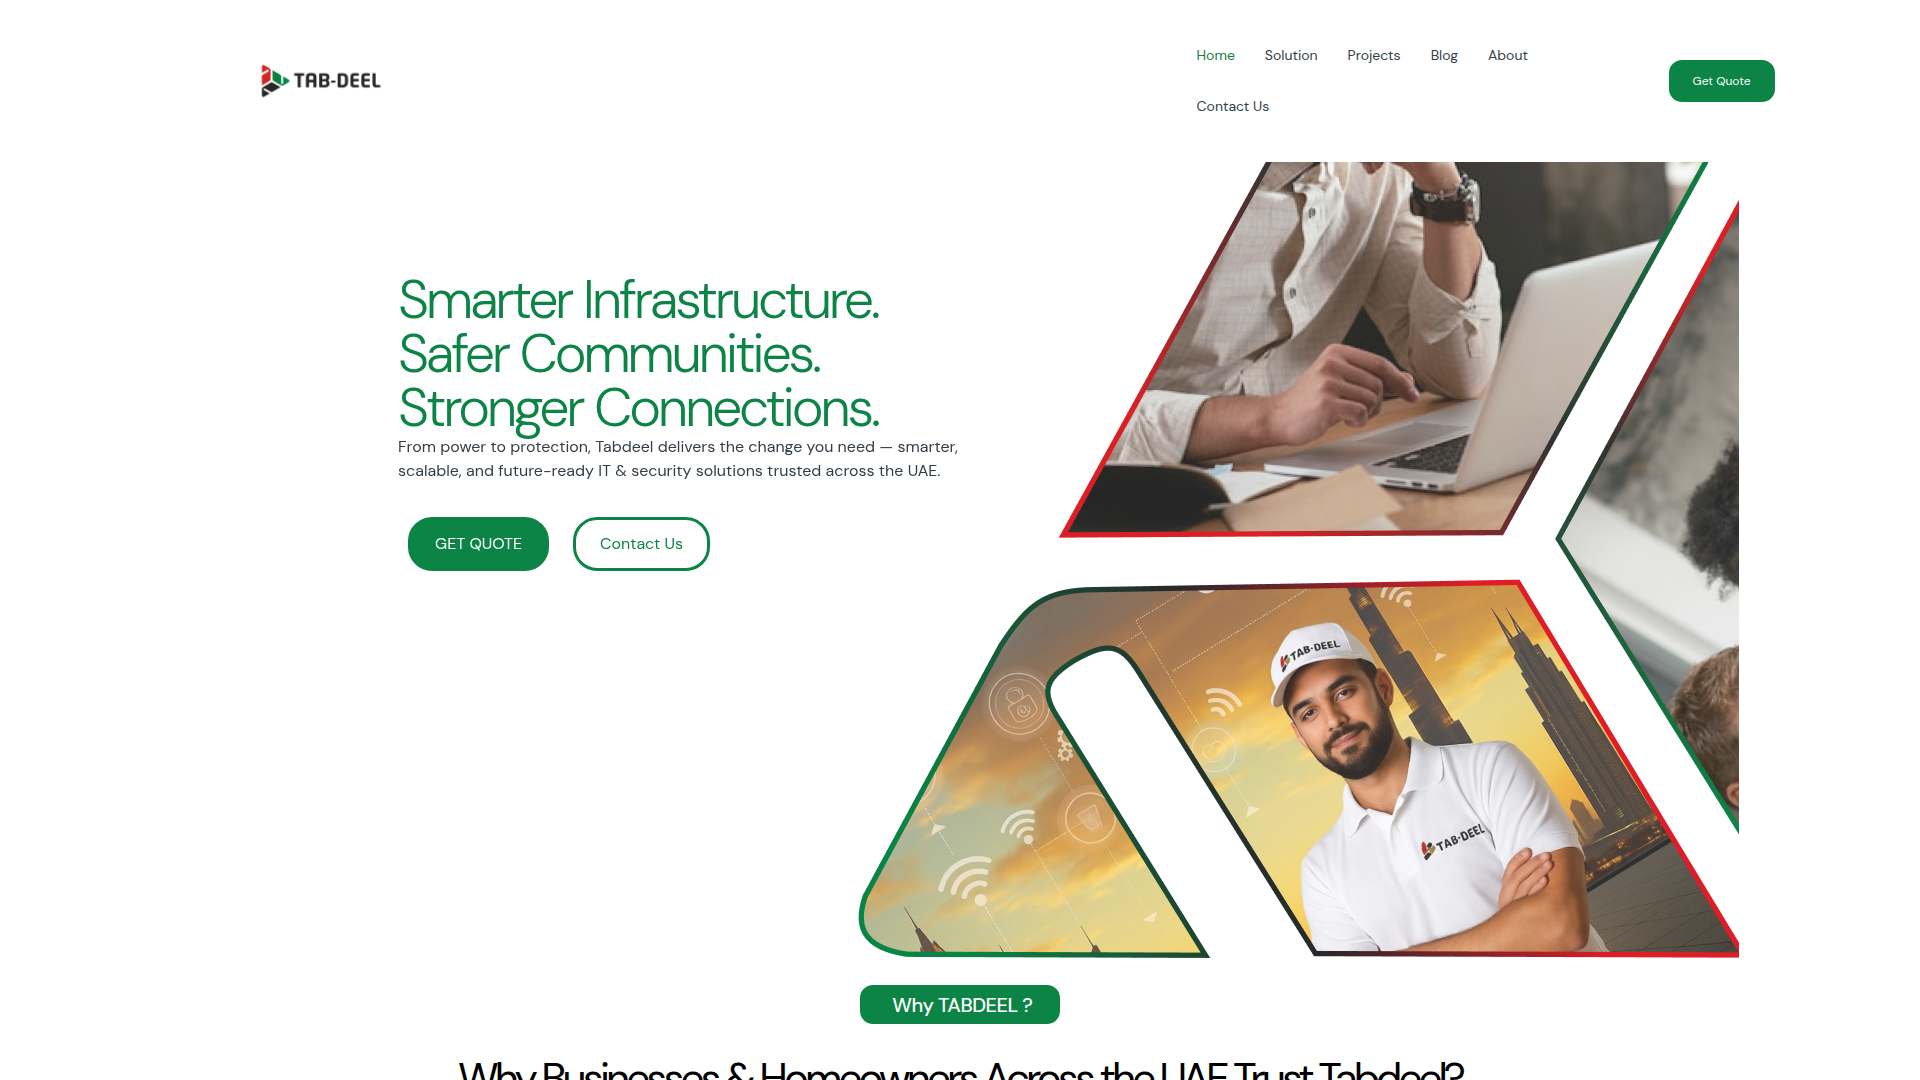 TAB-DEEL
Home Solution Projects Blog About
Contact Us
Get Quote
Smarter Infrastructure.
Safer Communities.
Stronger Connections.
From power to protection, Tabdeel delivers the change you need — smarter,
scalable, and future-ready IT & security solutions trusted across the UAE.
GET QUOTE
Contact Us
TAB-DEEL
TAB-DEEL
Why TABDEEL ?
Why Businesses & Homeowners Across the UAE Trust Tabdeel?